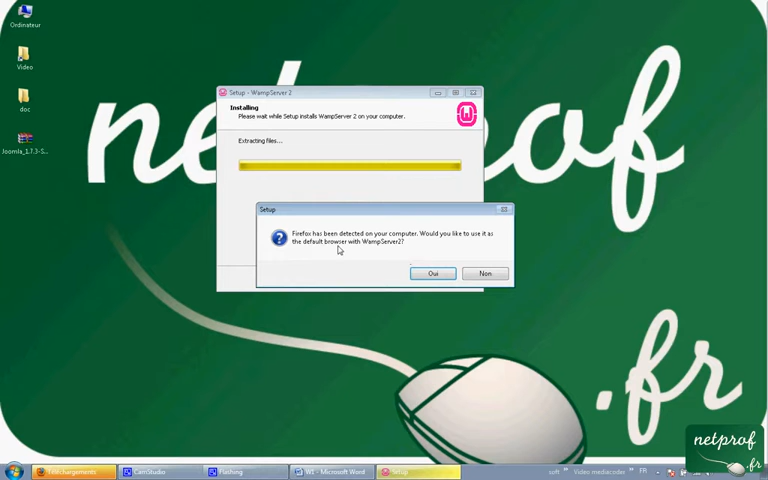 Ordinateur
Video
doc
Joomla_1.7.3-S...
netprof
.fr
Setup - WampServer 2
Installing
Please wait while Setup installs WampServer 2 on your computer.
Extracting files...
Setup
Firefox has been detected on your computer. Would you like to use it as
the default browser with WampServer2?
Oui
Non
netprof
.fr
Téléchargements
CamStudio
Flashing
W1 - Microsoft Word
Setup
soft
Video mediacoder
FR